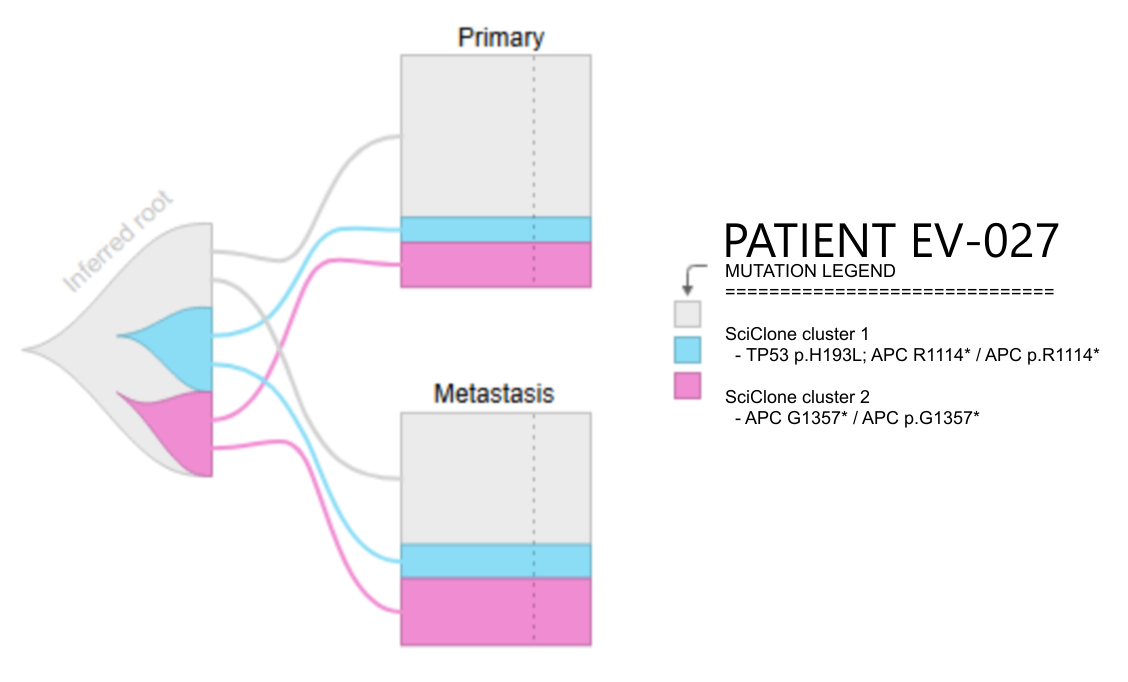 Primary
Inferred root
Metastasis
PATIENT EV-027
MUTATION LEGEND
==============================
SciClone cluster 1
- TP53 p.H193L; APC R1114* / APC p.R1114*
SciClone cluster 2
- APC G1357* / APC p.G1357*